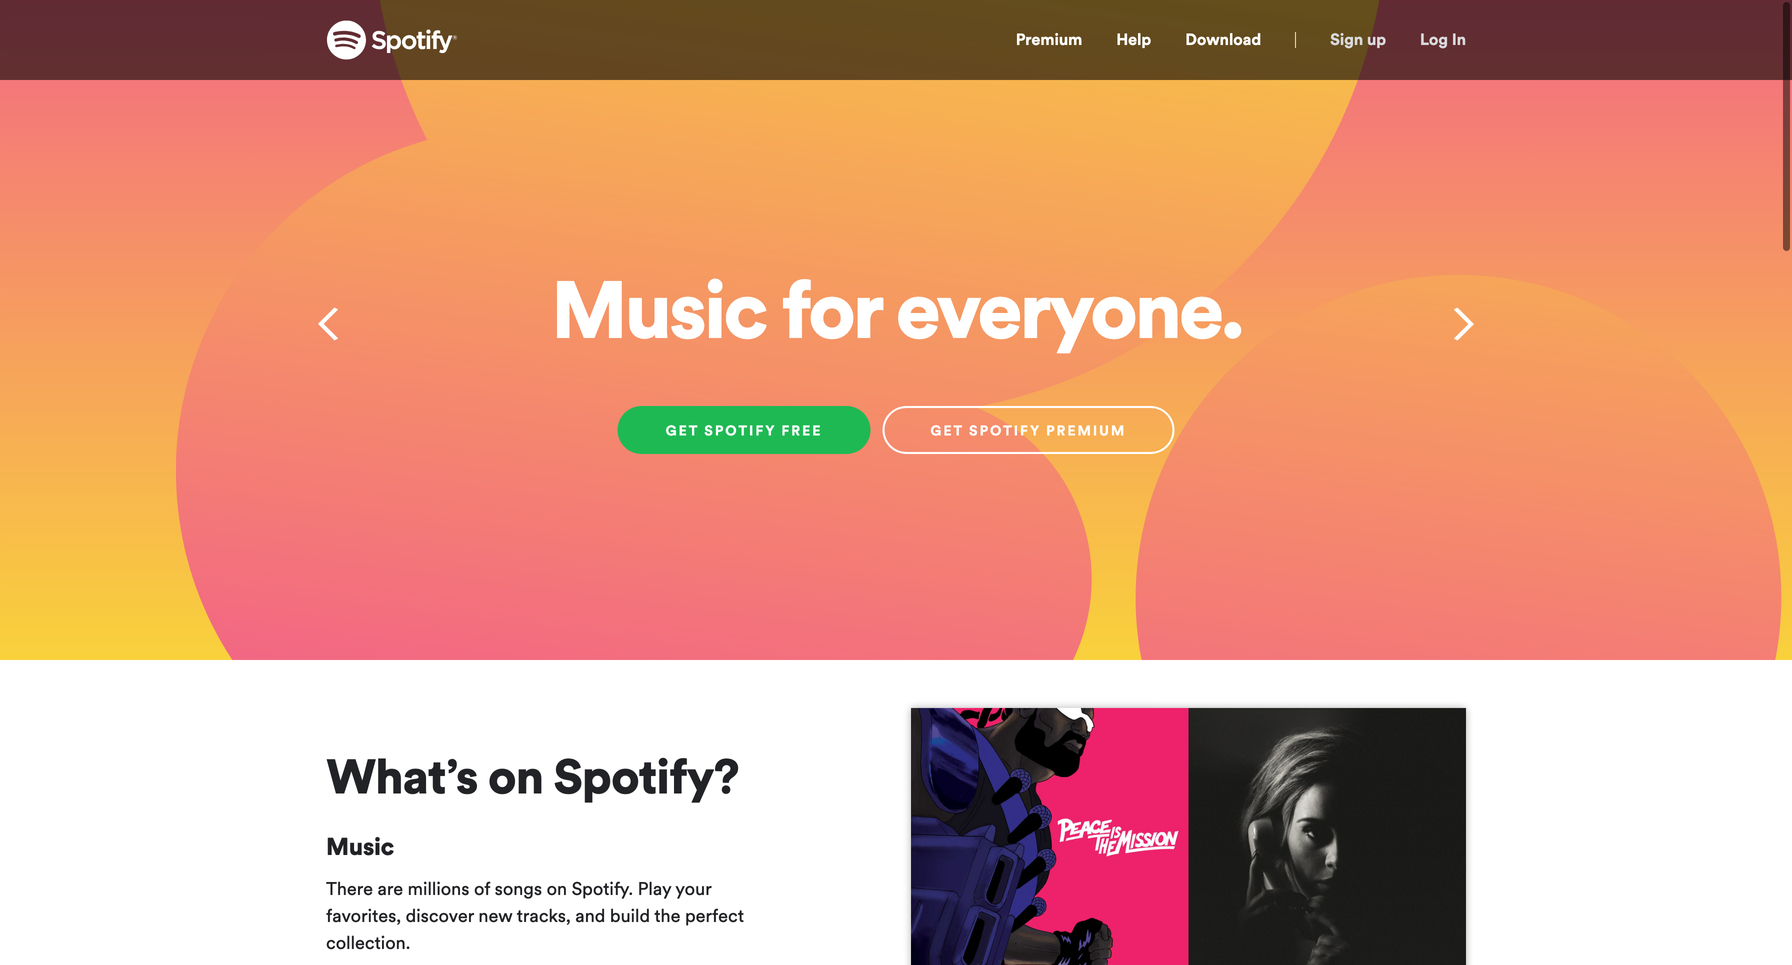 Spotify®
Premium
Help
Download
Sign up
Log In
Music for everyone.
GET SPOTIFY FREE
GET SPOTIFY PREMIUM
What’s on Spotify?
Music
There are millions of songs on Spotify. Play your
favorites, discover new tracks, and build the perfect
collection.
PEACE IS
THE MISSION